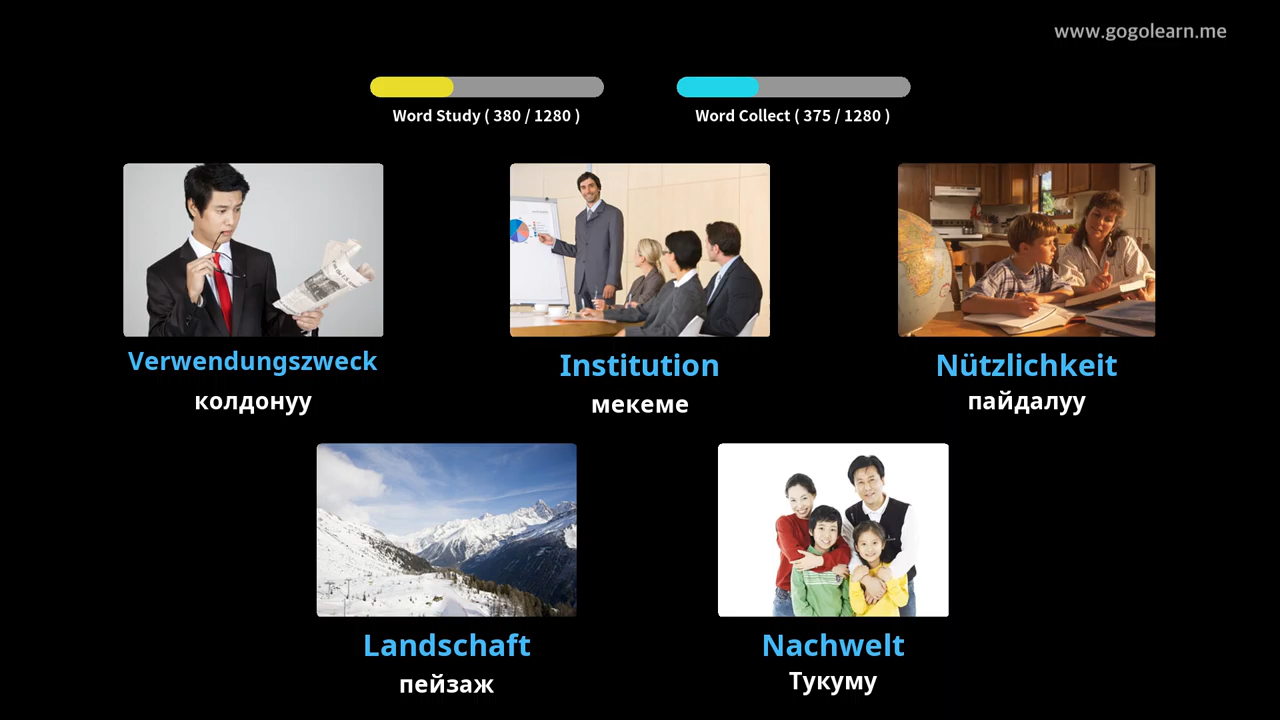 www.gogolearn.me
Word Study ( 380 / 1280 )
Word Collect ( 375 / 1280 )
Verwendungszweck
колдонуу
Institution
мекеме
Nützlichkeit
пайдалуу
Landschaft
пейзаж
Nachwelt
Тукуму